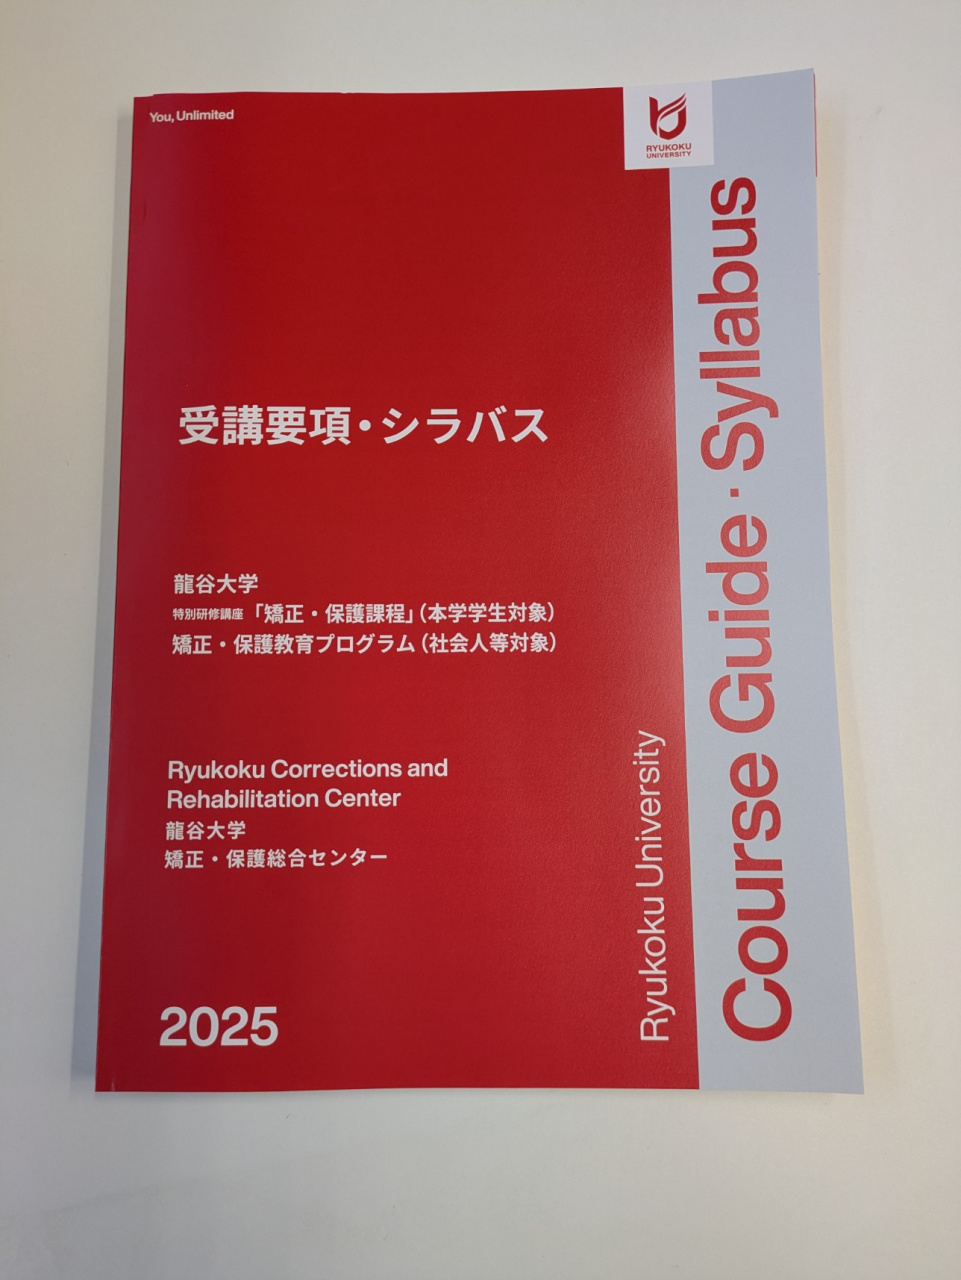 You, Unlimited
RYUKOKU
UNIVERSITY
受講要項・シラバス
龍谷大学
特別研修講座 「矯正・保護課程」(本学学生対象)
矯正・保護教育プログラム(社会人等対象)
Ryukoku Corrections and
Rehabilitation Center
龍谷大学
矯正・保護総合センター
2025
Ryukoku University
Course Guide・Syllabus